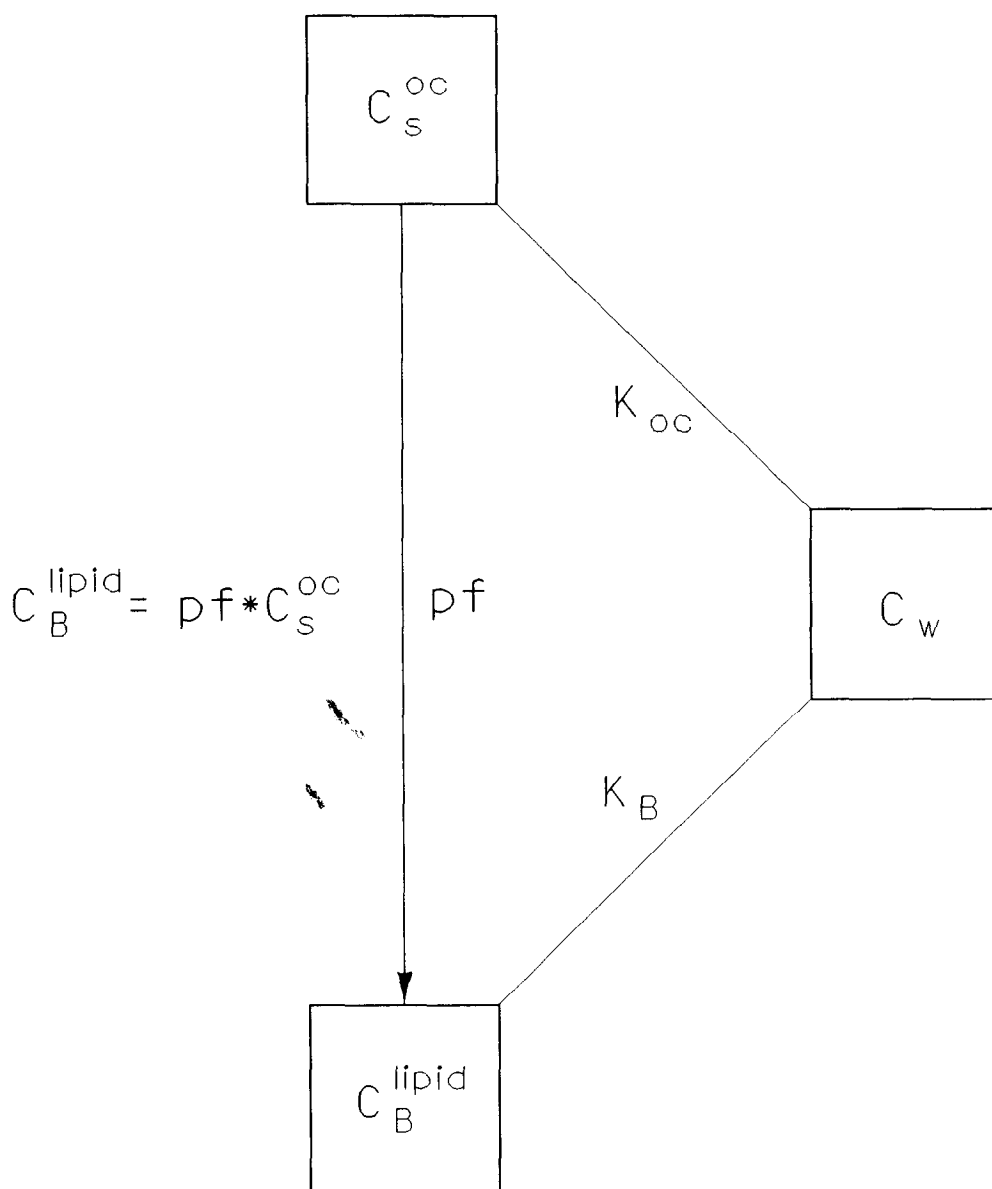 C_s^oc
K_oc
C_B^lipid = pf*C_s^oc
pf
C_w
K_B
C_B^lipid